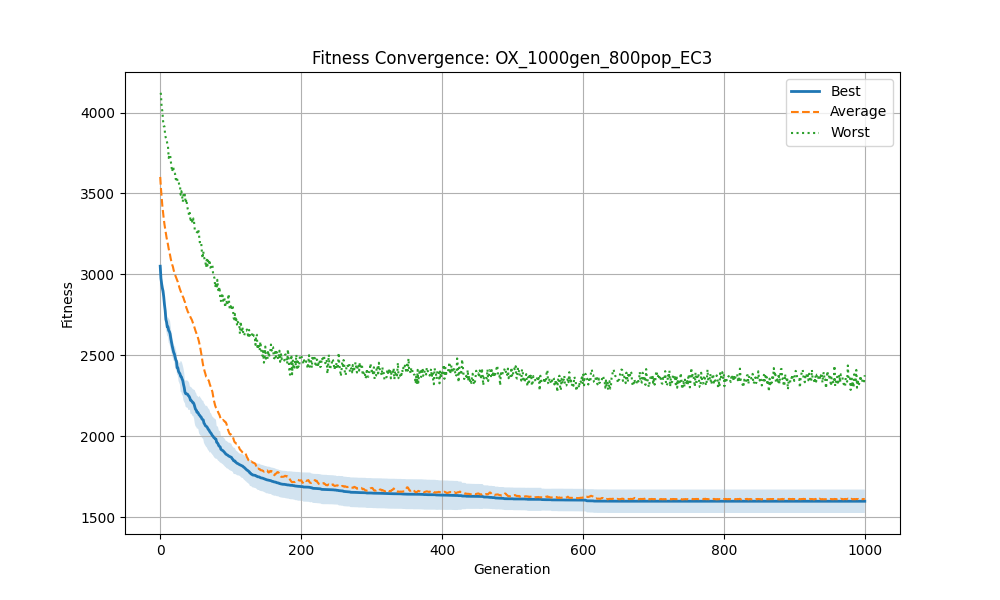 Fitness Convergence: OX_1000gen_800pop_EC3
Best
Average
Worst
4000
3500
3000
2500
2000
1500
Fitness
0 200 400 600 800 1000
Generation